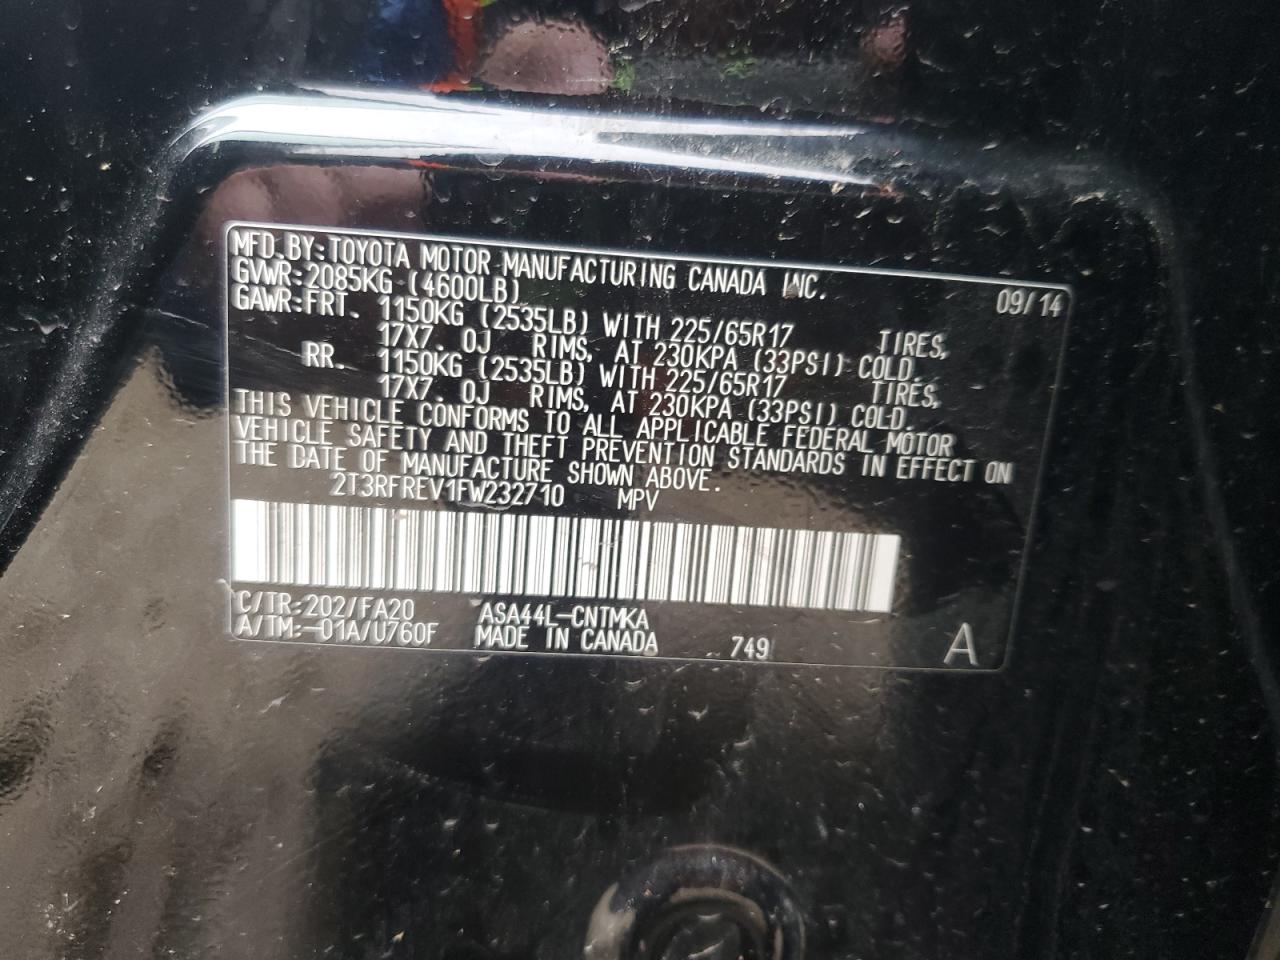 MFD.BY:TOYOTA MOTOR MANUFACTURING CANADA INC.
GVWR:2085KG (4600LB) 09/14
GAWR:FRT. 1150KG (2535LB) WITH 225/65R17 TIRES,
17X7.0J RIMS, AT 230KPA (33PSI) COLD.
RR. 1150KG (2535LB) WITH 225/65R17 TIRES,
17X7.0J RIMS, AT 230KPA (33PSI) COLD.
THIS VEHICLE CONFORMS TO ALL APPLICABLE FEDERAL MOTOR
VEHICLE SAFETY AND THEFT PREVENTION STANDARDS IN EFFECT ON
THE DATE OF MANUFACTURE SHOWN ABOVE.
2T3RFREV1FW232710 MPV
C/TR:202/FA20 ASA44L-CNTMKA
A/TM:-01A/U760F MADE IN CANADA 749 A